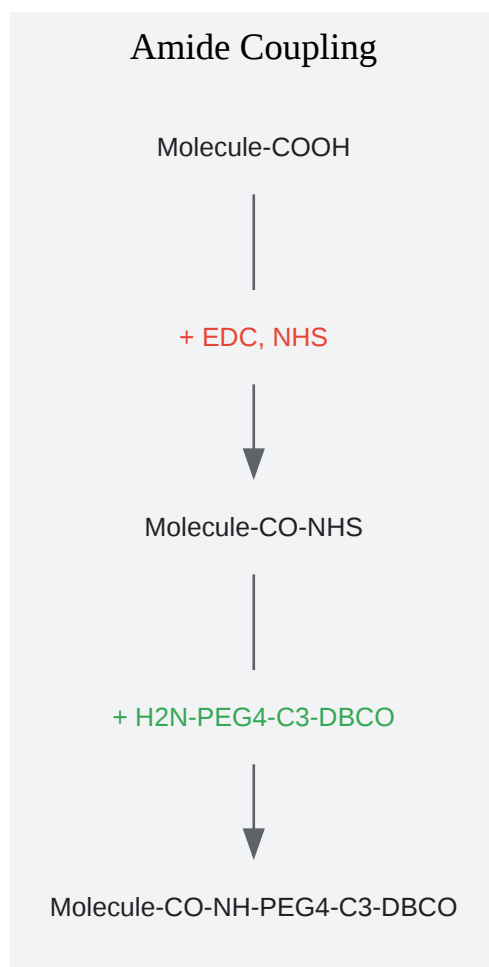 Amide Coupling
Molecule-COOH
+ EDC, NHS
Molecule-CO-NHS
+ H2N-PEG4-C3-DBCO
Molecule-CO-NH-PEG4-C3-DBCO